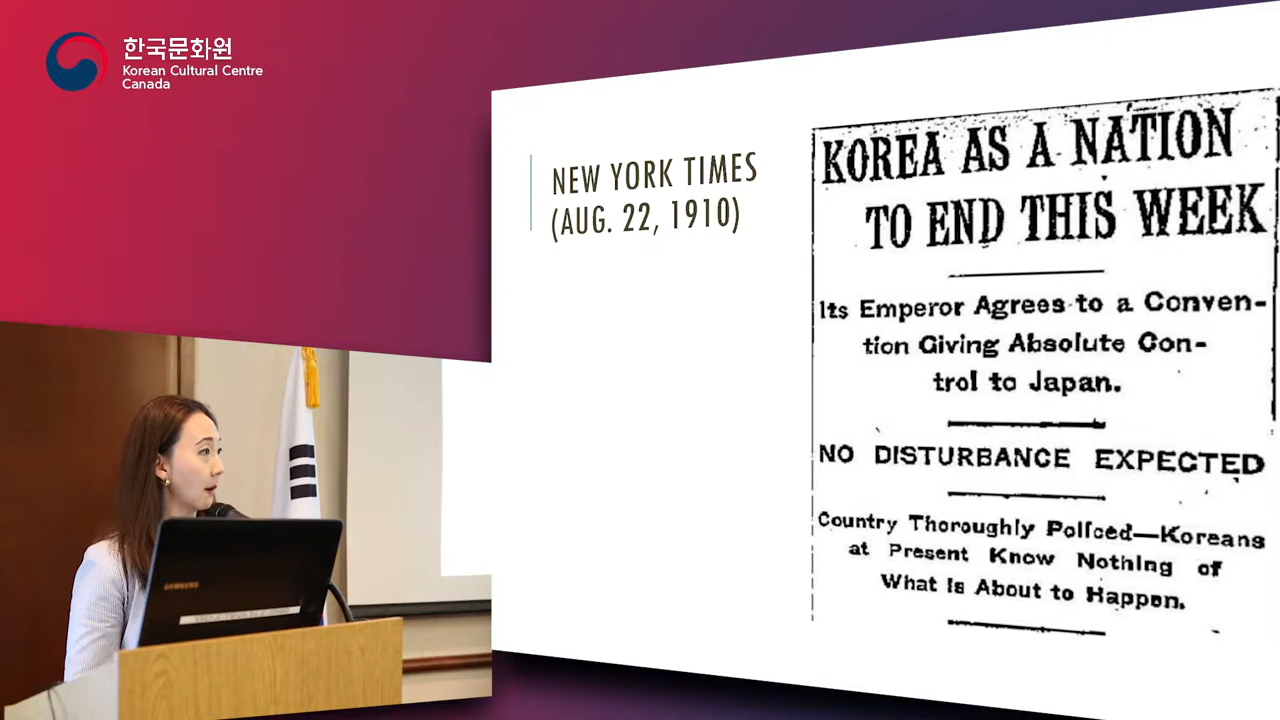 한국문화원
Korean Cultural Centre
Canada
NEW YORK TIMES
(AUG. 22, 1910)
KOREA AS A NATION
TO END THIS WEEK
Its Emperor Agrees to a Conven-
tion Giving Absolute Con-
trol to Japan.
NO DISTURBANCE EXPECTED
Country Thoroughly Policed—Koreans
at Present Know Nothing of
What Is About to Happen.
SAMSUNG